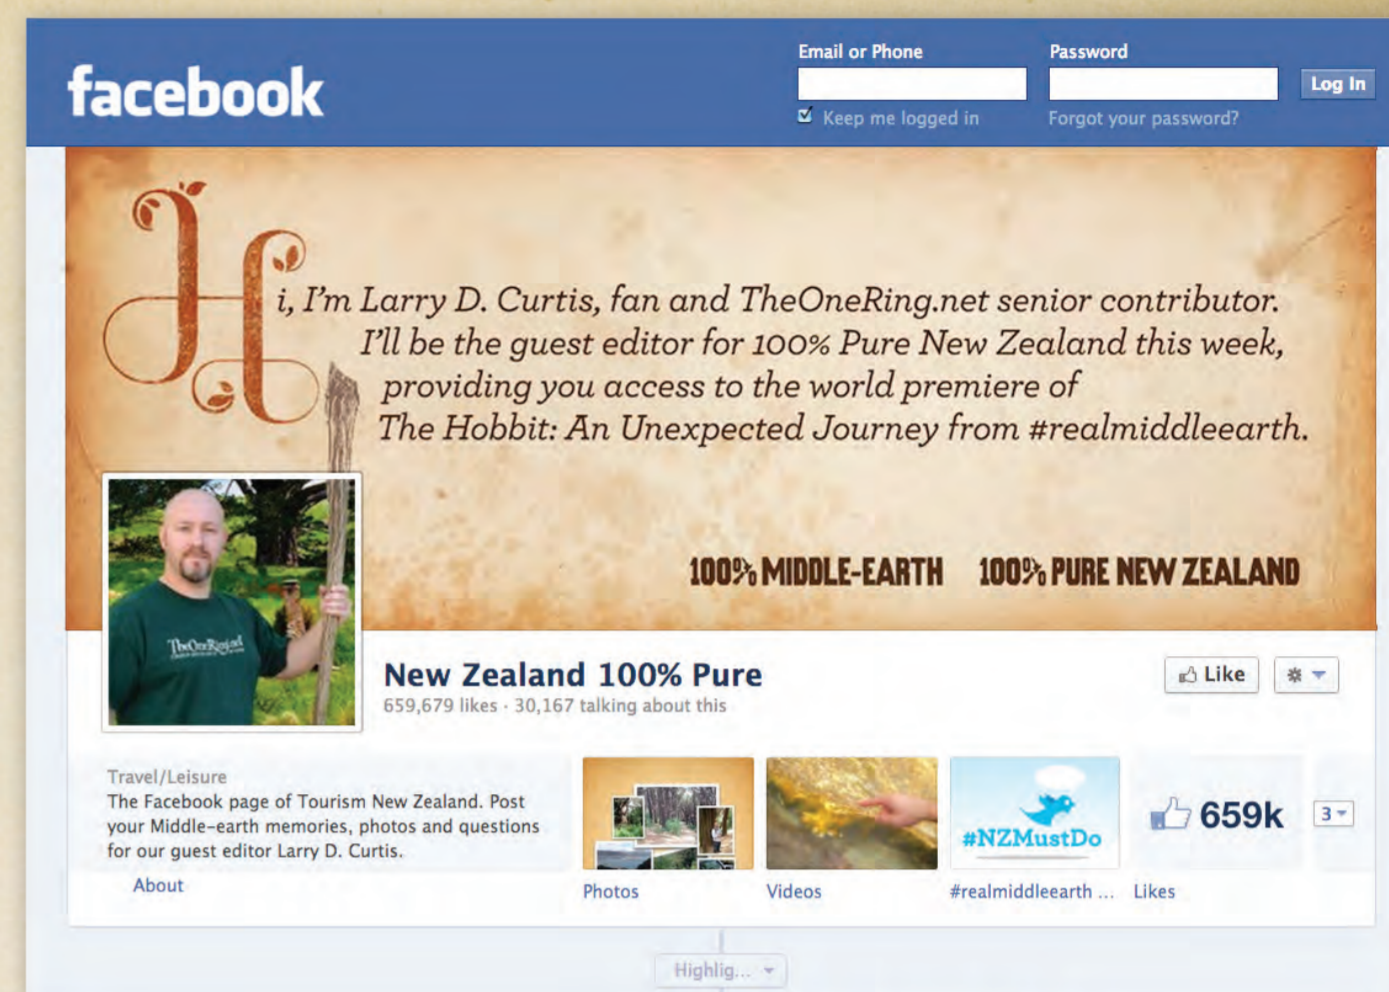 facebook
Email or Phone
Password
Log In
Keep me logged in
Forgot your password?
Hi, I'm Larry D. Curtis, fan and TheOneRing.net senior contributor.
I'll be the guest editor for 100% Pure New Zealand this week,
providing you access to the world premiere of
The Hobbit: An Unexpected Journey from #realmiddleearth.
100% MIDDLE-EARTH 100% PURE NEW ZEALAND
TheOneRing.net
New Zealand 100% Pure
Like
659,679 likes · 30,167 talking about this
Travel/Leisure
The Facebook page of Tourism New Zealand. Post
your Middle-earth memories, photos and questions
for our guest editor Larry D. Curtis.
About
#NZMustDo
659k
3
Photos
Videos
#realmiddleearth ...
Likes
Highlig...